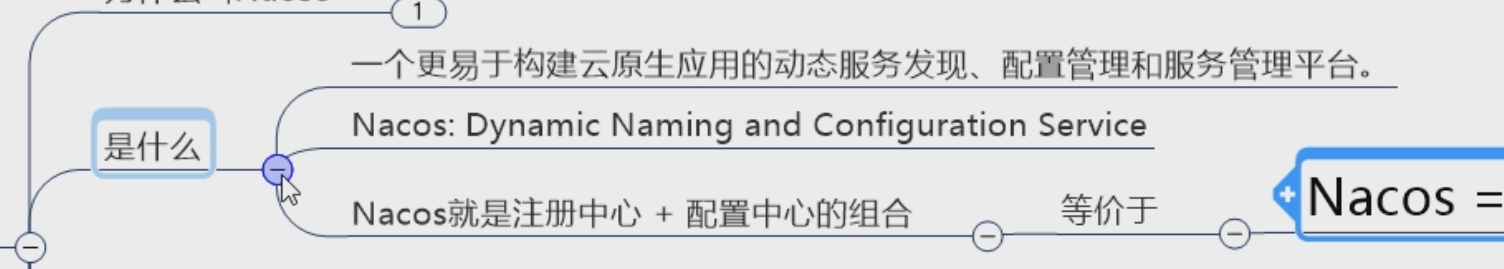 1
一个更易于构建云原生应用的动态服务发现、配置管理和服务管理平台。
Nacos: Dynamic Naming and Configuration Service
是什么
Nacos就是注册中心 + 配置中心的组合
等价于
Nacos =